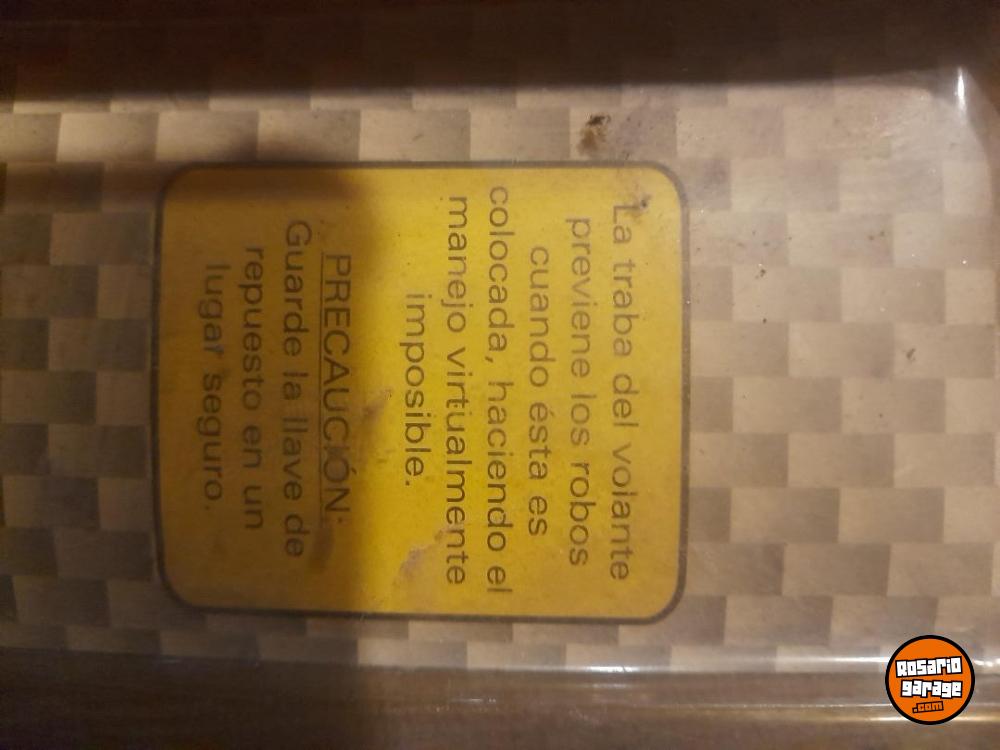 La traba del volante
previene los robos
cuando ésta es
colocada, haciendo el
manejo virtualmente
imposible.
PRECAUCIÓN:
Guarde la llave de
repuesto en un
lugar seguro.
Rosario
garage
.com